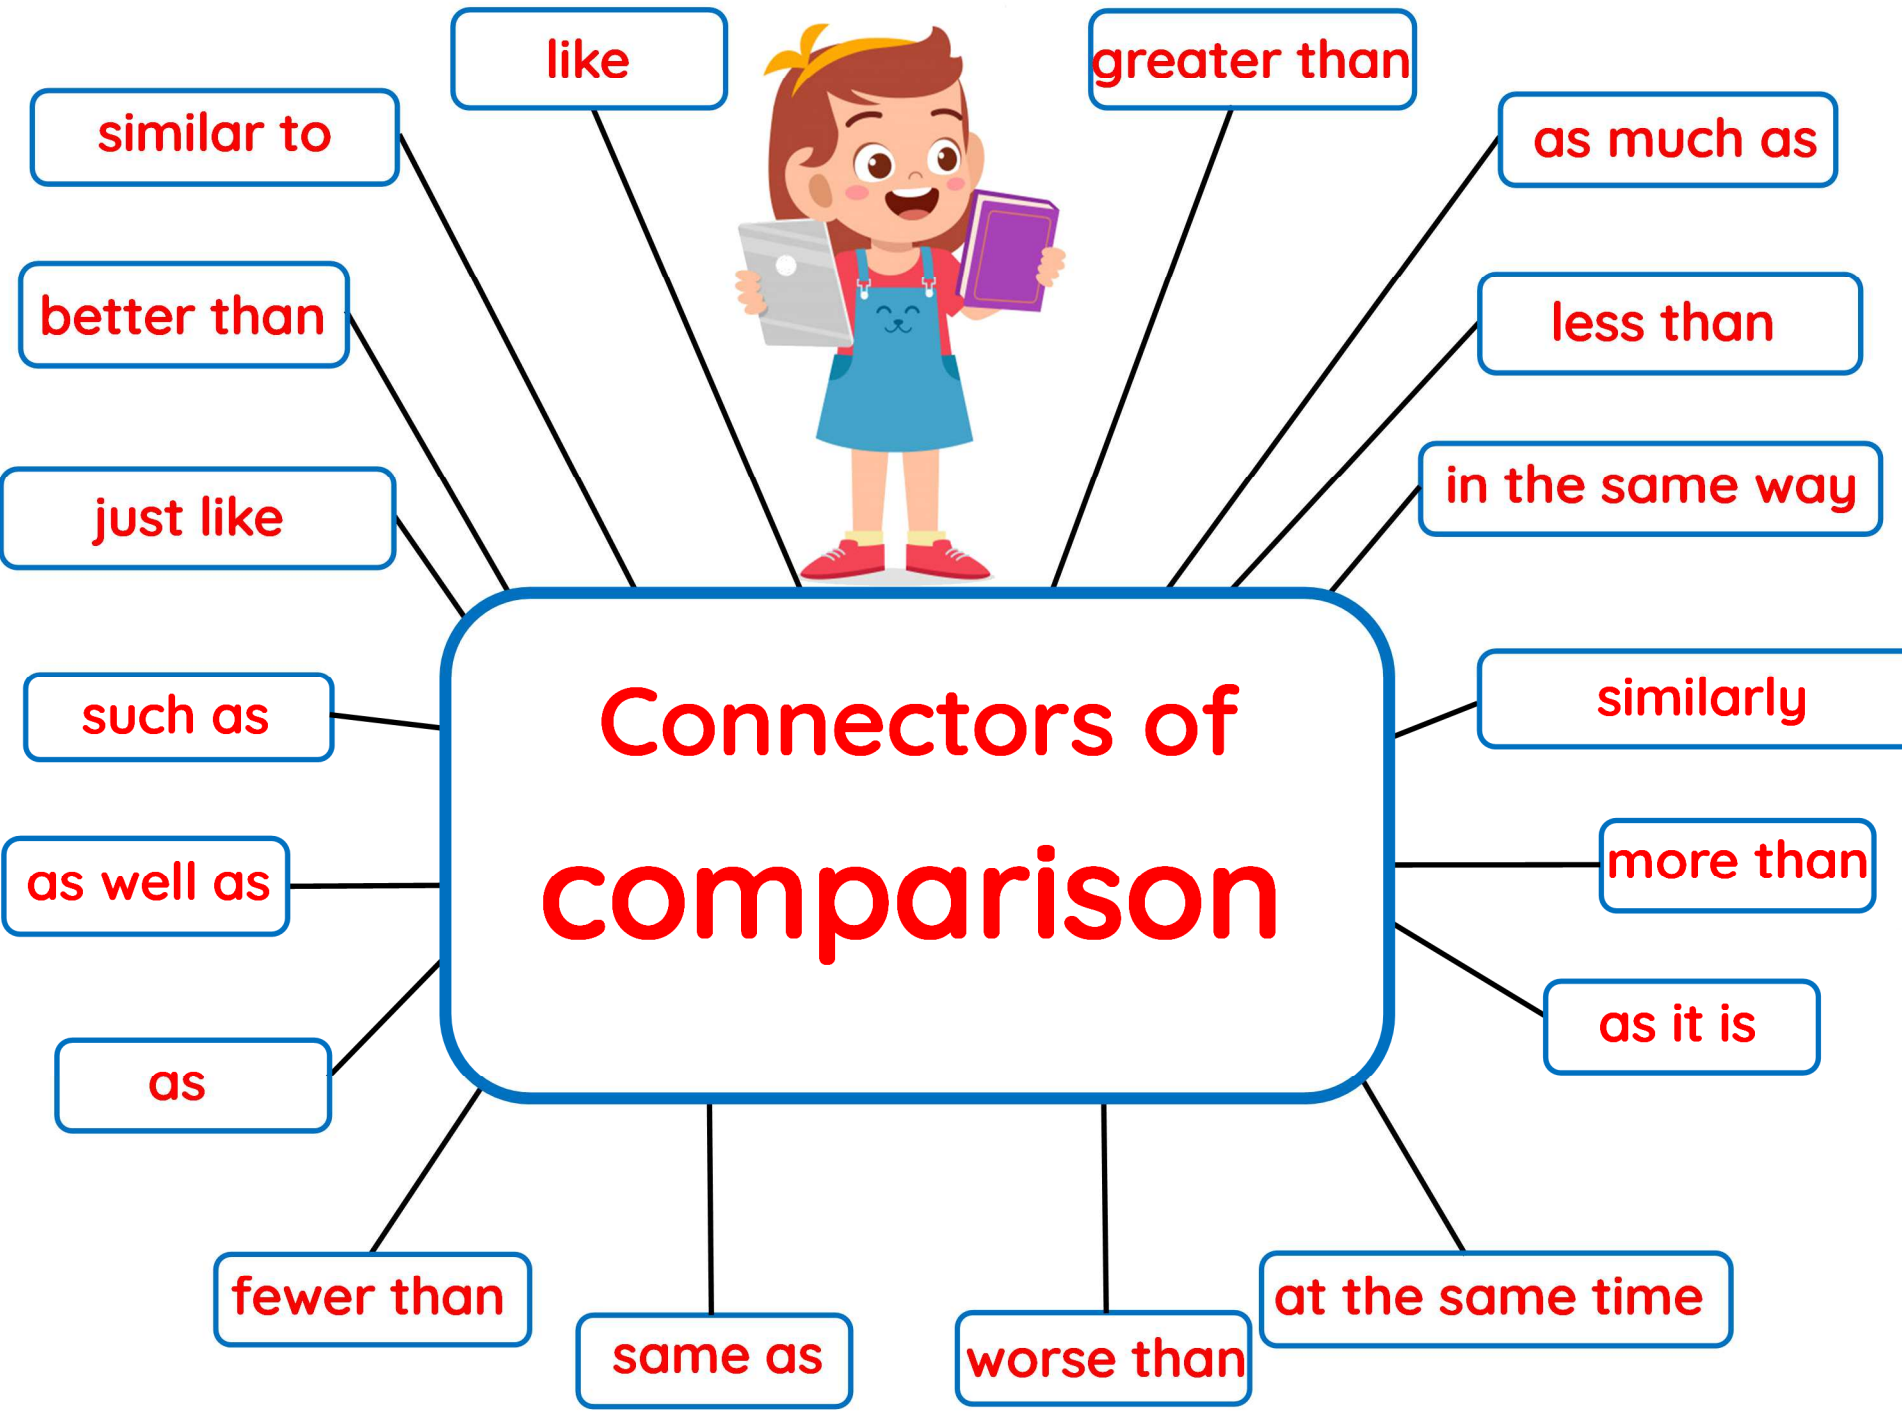 like
greater than
similar to
as much as
better than
less than
just like
in the same way
such as
similarly
Connectors of
comparison
as well as
more than
as
as it is
fewer than
at the same time
same as
worse than